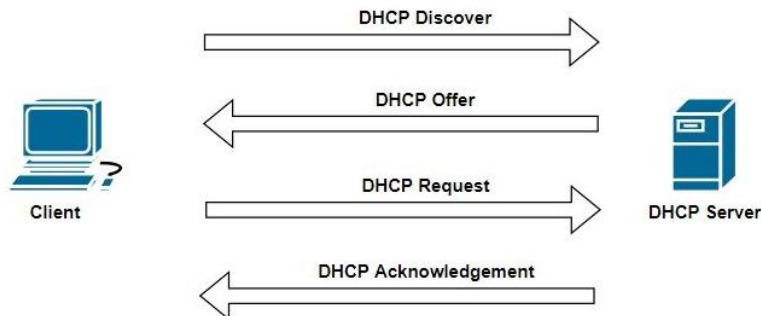 DHCP Discover
DHCP Offer
DHCP Request
Client
DHCP Server
DHCP Acknowledgement